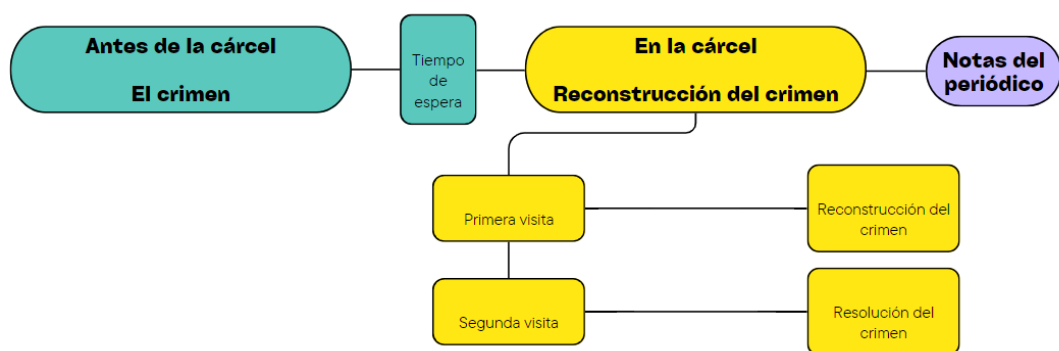 Antes de la cárcel
El crimen
Tiempo
de
espera
En la cárcel
Reconstrucción del crimen
Notas del
periódico
Primera visita
Reconstrucción del
crimen
Segunda visita
Resolución del
crimen